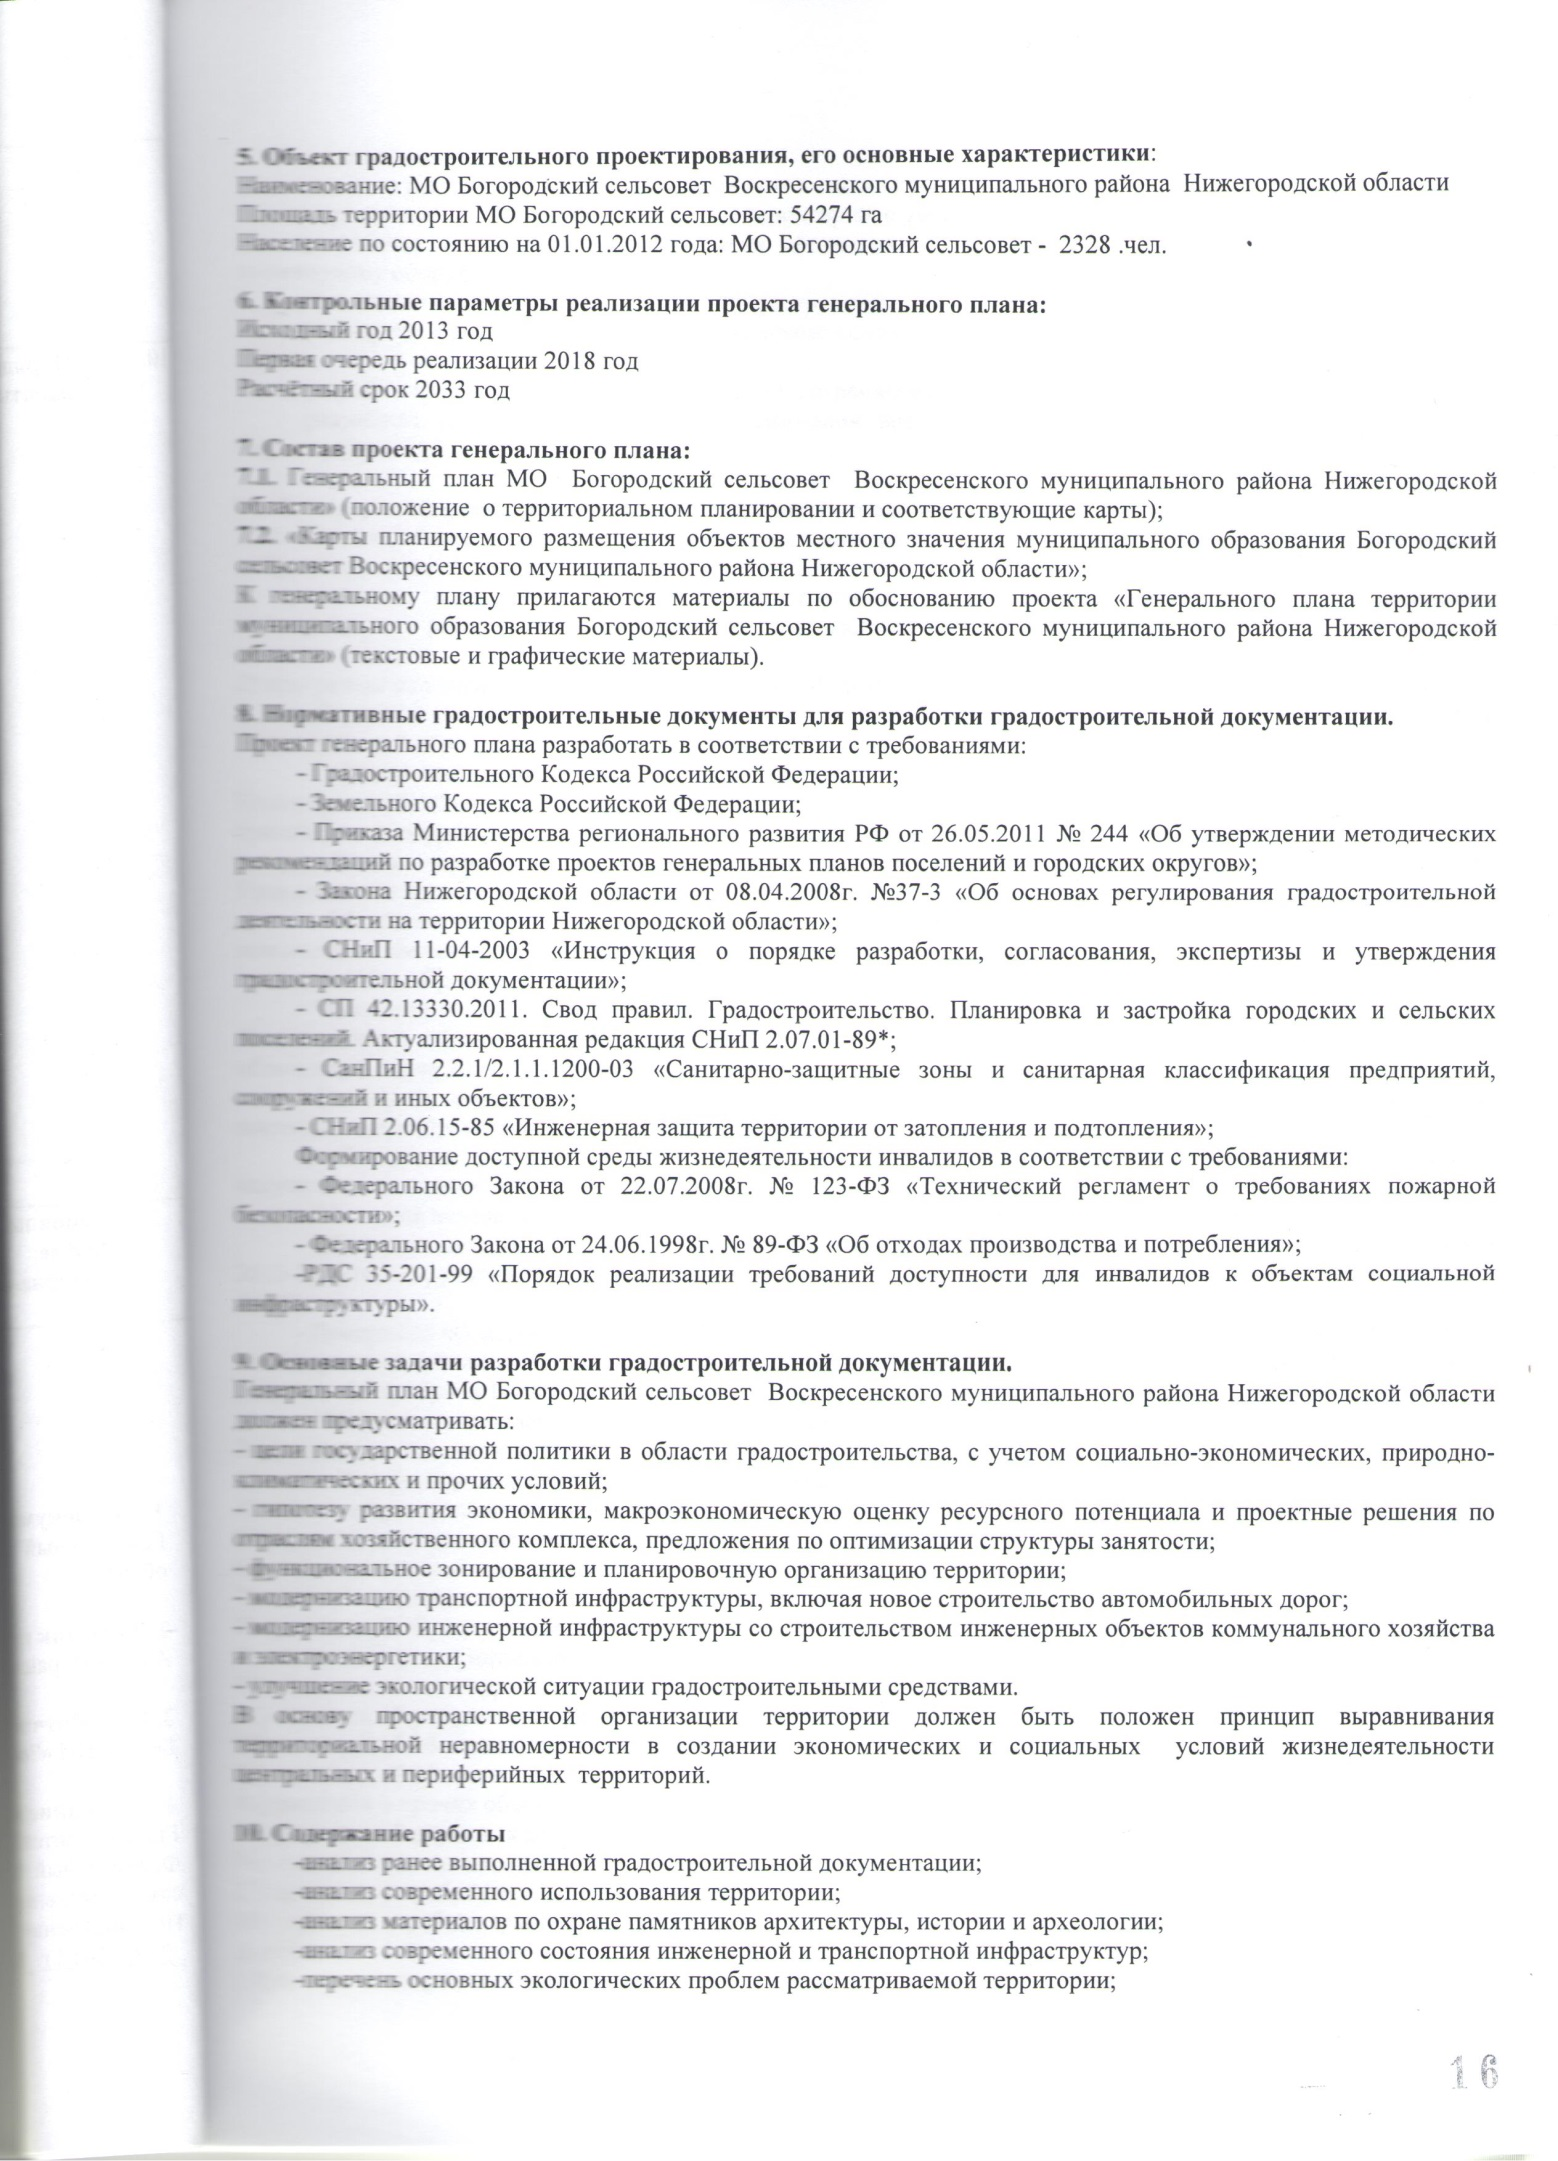 5. Объект градостроительного проектирования, его основные характеристики:
Наименование: МО Богородский сельсовет Воскресенского муниципального района Нижегородской области
Площадь территории МО Богородский сельсовет: 54274 га
Население по состоянию на 01.01.2012 года: МО Богородский сельсовет - 2328 .чел.
6. Контрольные параметры реализации проекта генерального плана:
Исходный год 2013 год
Первая очередь реализации 2018 год
Расчётный срок 2033 год
7. Состав проекта генерального плана:
7.1. Генеральный план МО Богородский сельсовет Воскресенского муниципального района Нижегородской
области» (положение о территориальном планировании и соответствующие карты);
7.2. «Карты планируемого размещения объектов местного значения муниципального образования Богородский
сельсовет Воскресенского муниципального района Нижегородской области»;
К генеральному плану прилагаются материалы по обоснованию проекта «Генерального плана территории
муниципального образования Богородский сельсовет Воскресенского муниципального района Нижегородской
области» (текстовые и графические материалы).
8. Нормативные градостроительные документы для разработки градостроительной документации.
Проект генерального плана разработать в соответствии с требованиями:
- Градостроительного Кодекса Российской Федерации;
- Земельного Кодекса Российской Федерации;
- Приказа Министерства регионального развития РФ от 26.05.2011 № 244 «Об утверждении методических
рекомендаций по разработке проектов генеральных планов поселений и городских округов»;
- Закона Нижегородской области от 08.04.2008г. №37-З «Об основах регулирования градостроительной
деятельности на территории Нижегородской области»;
- СНиП 11-04-2003 «Инструкция о порядке разработки, согласования, экспертизы и утверждения
градостроительной документации»;
- СП 42.13330.2011. Свод правил. Градостроительство. Планировка и застройка городских и сельских
поселений. Актуализированная редакция СНиП 2.07.01-89*;
- СанПиН 2.2.1/2.1.1.1200-03 «Санитарно-защитные зоны и санитарная классификация предприятий,
сооружений и иных объектов»;
- СНиП 2.06.15-85 «Инженерная защита территории от затопления и подтопления»;
Формирование доступной среды жизнедеятельности инвалидов в соответствии с требованиями:
- Федерального Закона от 22.07.2008г. № 123-ФЗ «Технический регламент о требованиях пожарной
безопасности»;
- Федерального Закона от 24.06.1998г. № 89-ФЗ «Об отходах производства и потребления»;
-РДС 35-201-99 «Порядок реализации требований доступности для инвалидов к объектам социальной
инфраструктуры».
9. Основные задачи разработки градостроительной документации.
Генеральный план МО Богородский сельсовет Воскресенского муниципального района Нижегородской области
должен предусматривать:
- цели государственной политики в области градостроительства, с учетом социально-экономических, природно-
климатических и прочих условий;
- гипотезу развития экономики, макроэкономическую оценку ресурсного потенциала и проектные решения по
отраслям хозяйственного комплекса, предложения по оптимизации структуры занятости;
- функциональное зонирование и планировочную организацию территории;
- модернизацию транспортной инфраструктуры, включая новое строительство автомобильных дорог;
- модернизацию инженерной инфраструктуры со строительством инженерных объектов коммунального хозяйства
и электроэнергетики;
- улучшение экологической ситуации градостроительными средствами.
В основу пространственной организации территории должен быть положен принцип выравнивания
территориальной неравномерности в создании экономических и социальных условий жизнедеятельности
центральных и периферийных территорий.
10. Содержание работы
-анализ ранее выполненной градостроительной документации;
-анализ современного использования территории;
-анализ материалов по охране памятников архитектуры, истории и археологии;
-анализ современного состояния инженерной и транспортной инфраструктур;
-перечень основных экологических проблем рассматриваемой территории;
16